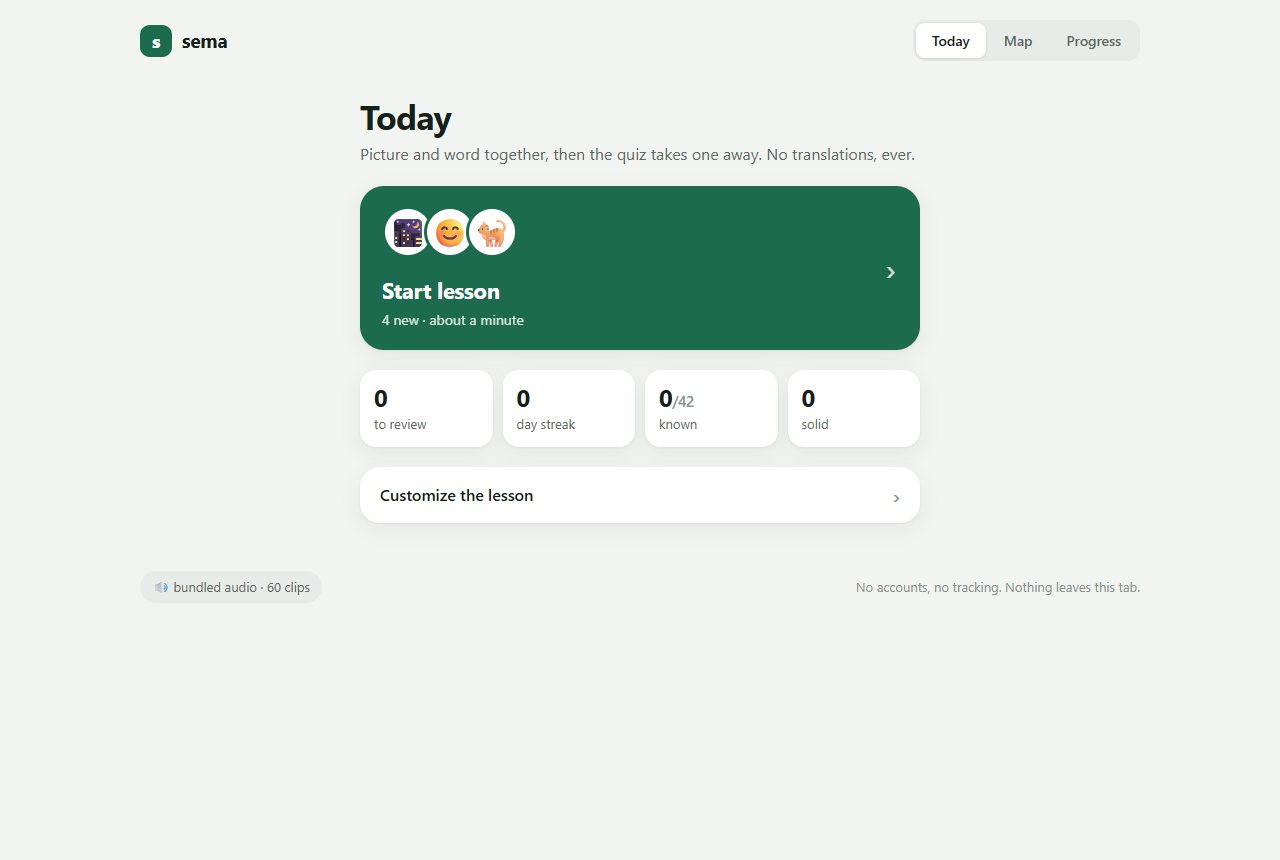 s sema
Today Map Progress
Today
Picture and word together, then the quiz takes one away. No translations, ever.
Start lesson
4 new · about a minute
›
0
to review
0
day streak
0/42
known
0
solid
Customize the lesson ›
bundled audio · 60 clips
No accounts, no tracking. Nothing leaves this tab.